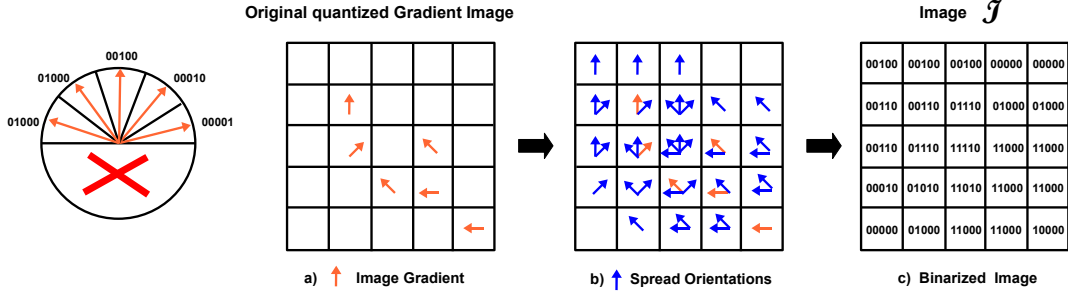 Original quantized Gradient Image
Image 𝒥
00100
01000
00010
01000
00001
00100 00100 00100 00000 00000
00110 00110 01110 01000 01000
00110 01110 11110 11000 11000
00010 01010 11010 11000 11000
00000 01000 11000 11000 10000
a) Image Gradient
b) Spread Orientations
c) Binarized Image